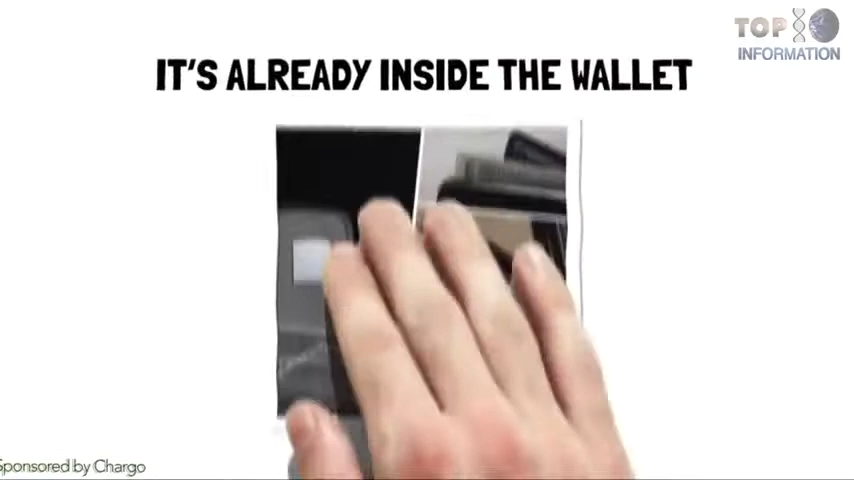 TOP
INFORMATION
IT'S ALREADY INSIDE THE WALLET
Sponsored by Chargo